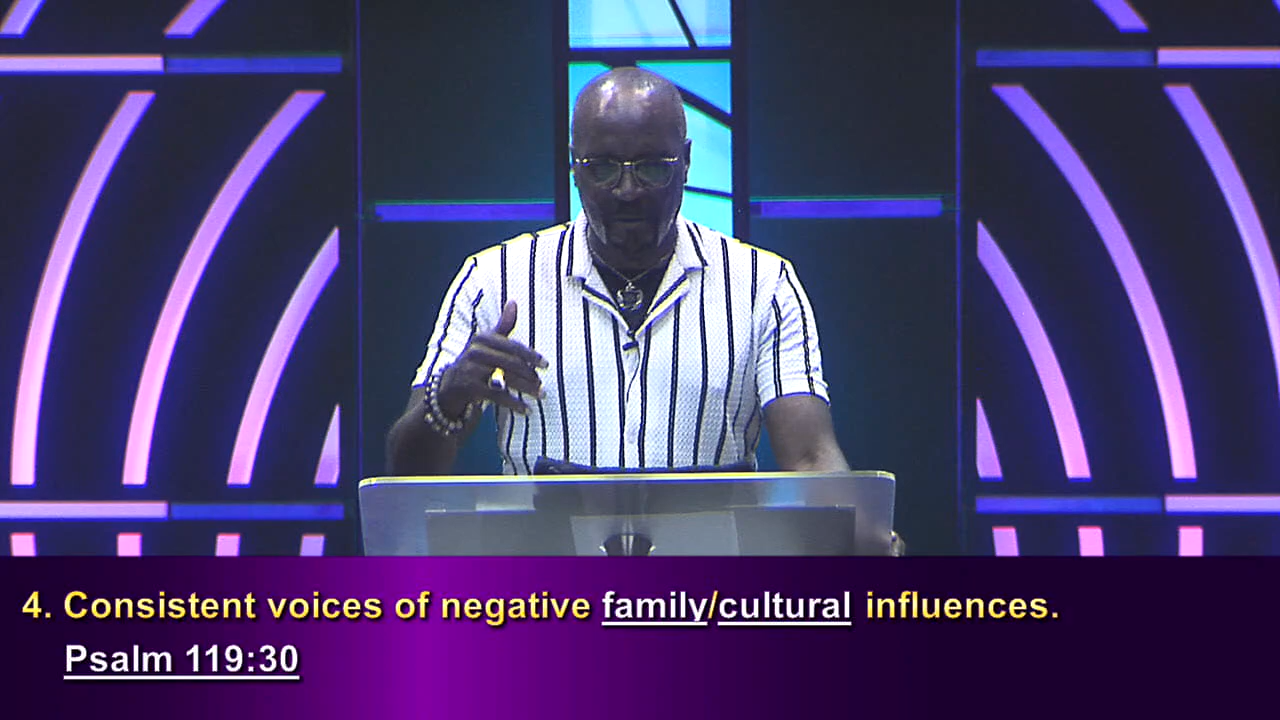 4. Consistent voices of negative family/cultural influences.
Psalm 119:30